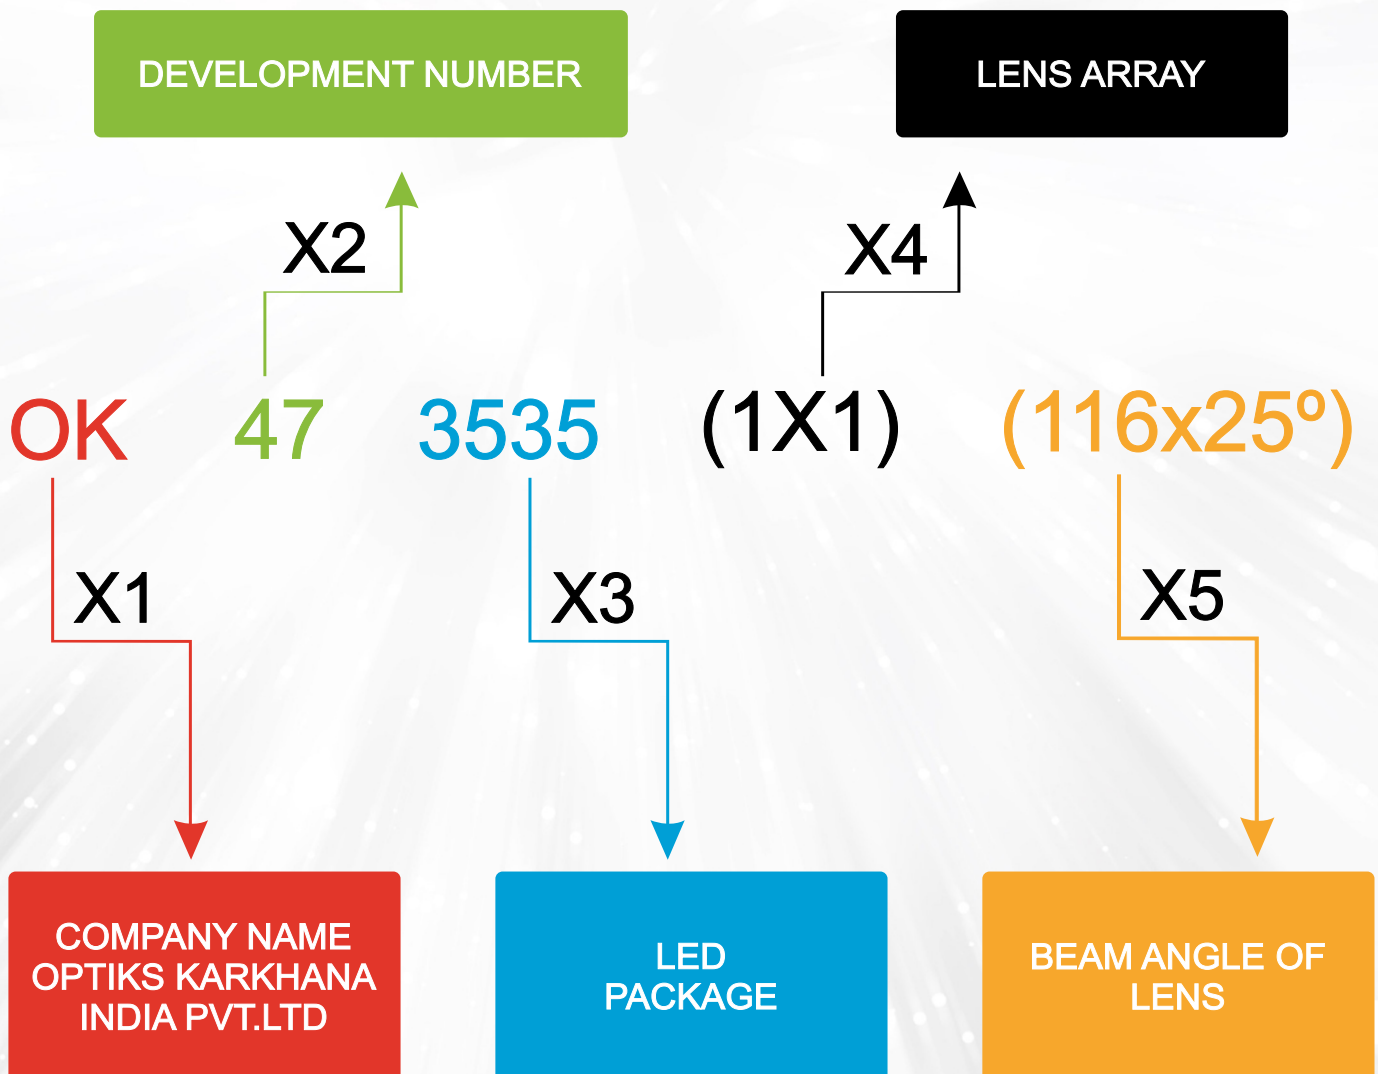 DEVELOPMENT NUMBER
LENS ARRAY
X2
X4
OK 47 3535 (1X1) (116x25º)
X1
X3
X5
COMPANY NAME
OPTIKS KARKHANA
INDIA PVT.LTD
LED
PACKAGE
BEAM ANGLE OF
LENS